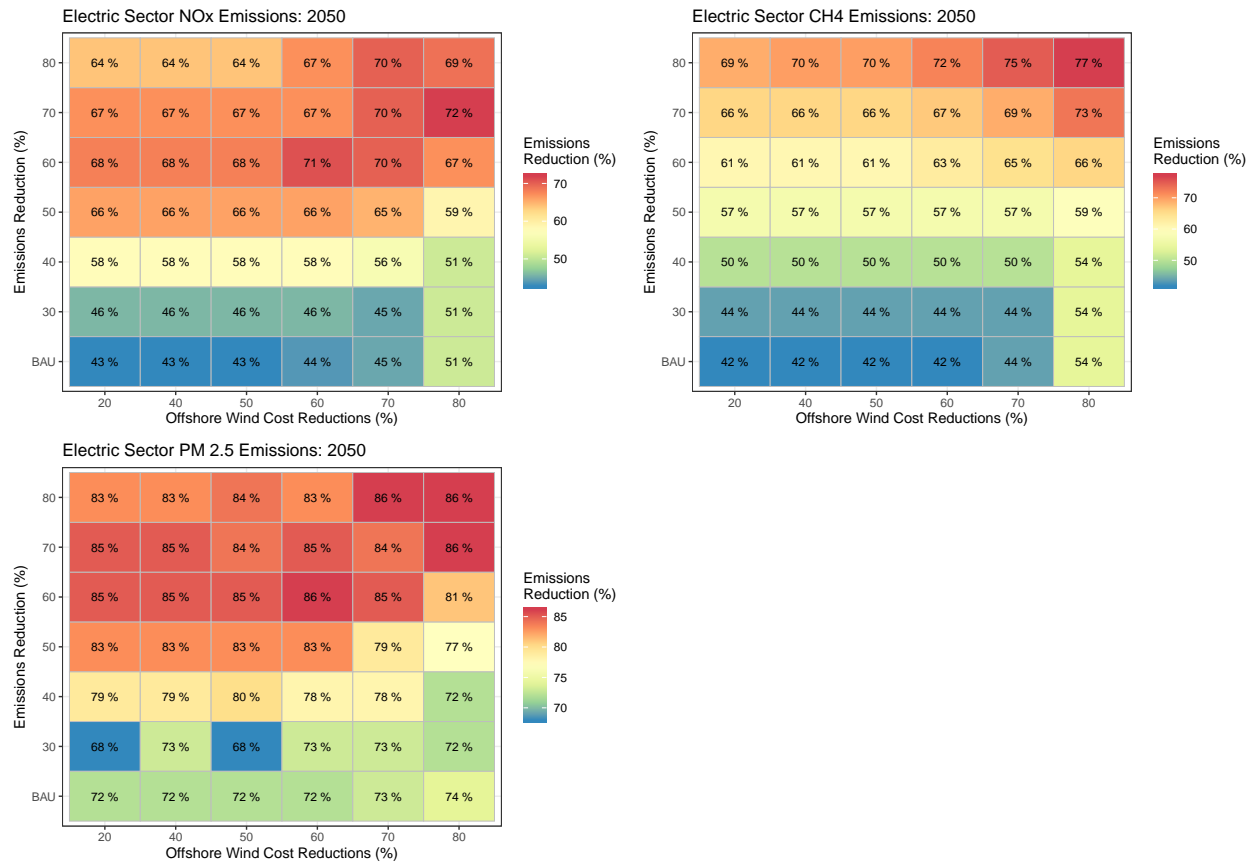 Electric Sector NOx Emissions: 2050
Emissions Reduction (%)
80
64 % 64 % 64 % 67 % 70 % 69 %
70
67 % 67 % 67 % 67 % 70 % 72 %
60
68 % 68 % 68 % 71 % 70 % 67 %
50
66 % 66 % 66 % 66 % 65 % 59 %
40
58 % 58 % 58 % 58 % 56 % 51 %
30
46 % 46 % 46 % 46 % 45 % 51 %
BAU
43 % 43 % 43 % 44 % 45 % 51 %
20 40 50 60 70 80
Offshore Wind Cost Reductions (%)
Emissions
Reduction (%)
70
60
50
Electric Sector CH4 Emissions: 2050
Emissions Reduction (%)
80
69 % 70 % 70 % 72 % 75 % 77 %
70
66 % 66 % 66 % 67 % 69 % 73 %
60
61 % 61 % 61 % 63 % 65 % 66 %
50
57 % 57 % 57 % 57 % 57 % 59 %
40
50 % 50 % 50 % 50 % 50 % 54 %
30
44 % 44 % 44 % 44 % 44 % 54 %
BAU
42 % 42 % 42 % 42 % 44 % 54 %
20 40 50 60 70 80
Offshore Wind Cost Reductions (%)
Emissions
Reduction (%)
70
60
50
Electric Sector PM 2.5 Emissions: 2050
Emissions Reduction (%)
80
83 % 83 % 84 % 83 % 86 % 86 %
70
85 % 85 % 84 % 85 % 84 % 86 %
60
85 % 85 % 85 % 86 % 85 % 81 %
50
83 % 83 % 83 % 83 % 79 % 77 %
40
79 % 79 % 80 % 78 % 78 % 72 %
30
68 % 73 % 68 % 73 % 73 % 72 %
BAU
72 % 72 % 72 % 72 % 73 % 74 %
20 40 50 60 70 80
Offshore Wind Cost Reductions (%)
Emissions
Reduction (%)
85
80
75
70